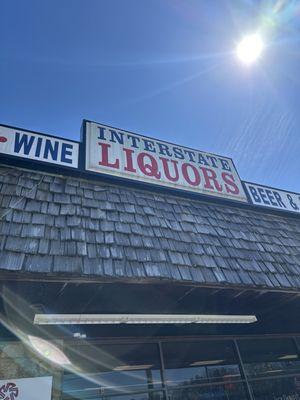 WINE
INTERSTATE
LIQUORS
BEER &